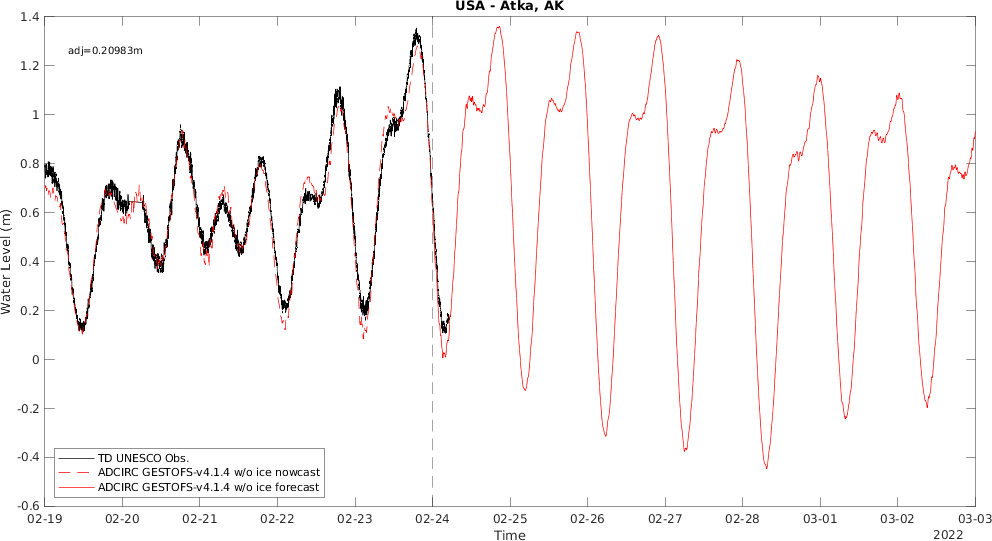 USA - Atka, AK
adj=0.20983m
1.4
1.2
1
0.8
0.6
0.4
0.2
0
-0.2
-0.4
-0.6
Water Level (m)
TD UNESCO Obs.
ADCIRC GESTOFS-v4.1.4 w/o ice nowcast
ADCIRC GESTOFS-v4.1.4 w/o ice forecast
02-19 02-20 02-21 02-22 02-23 02-24 02-25 02-26 02-27 02-28 03-01 03-02 03-03
Time
2022